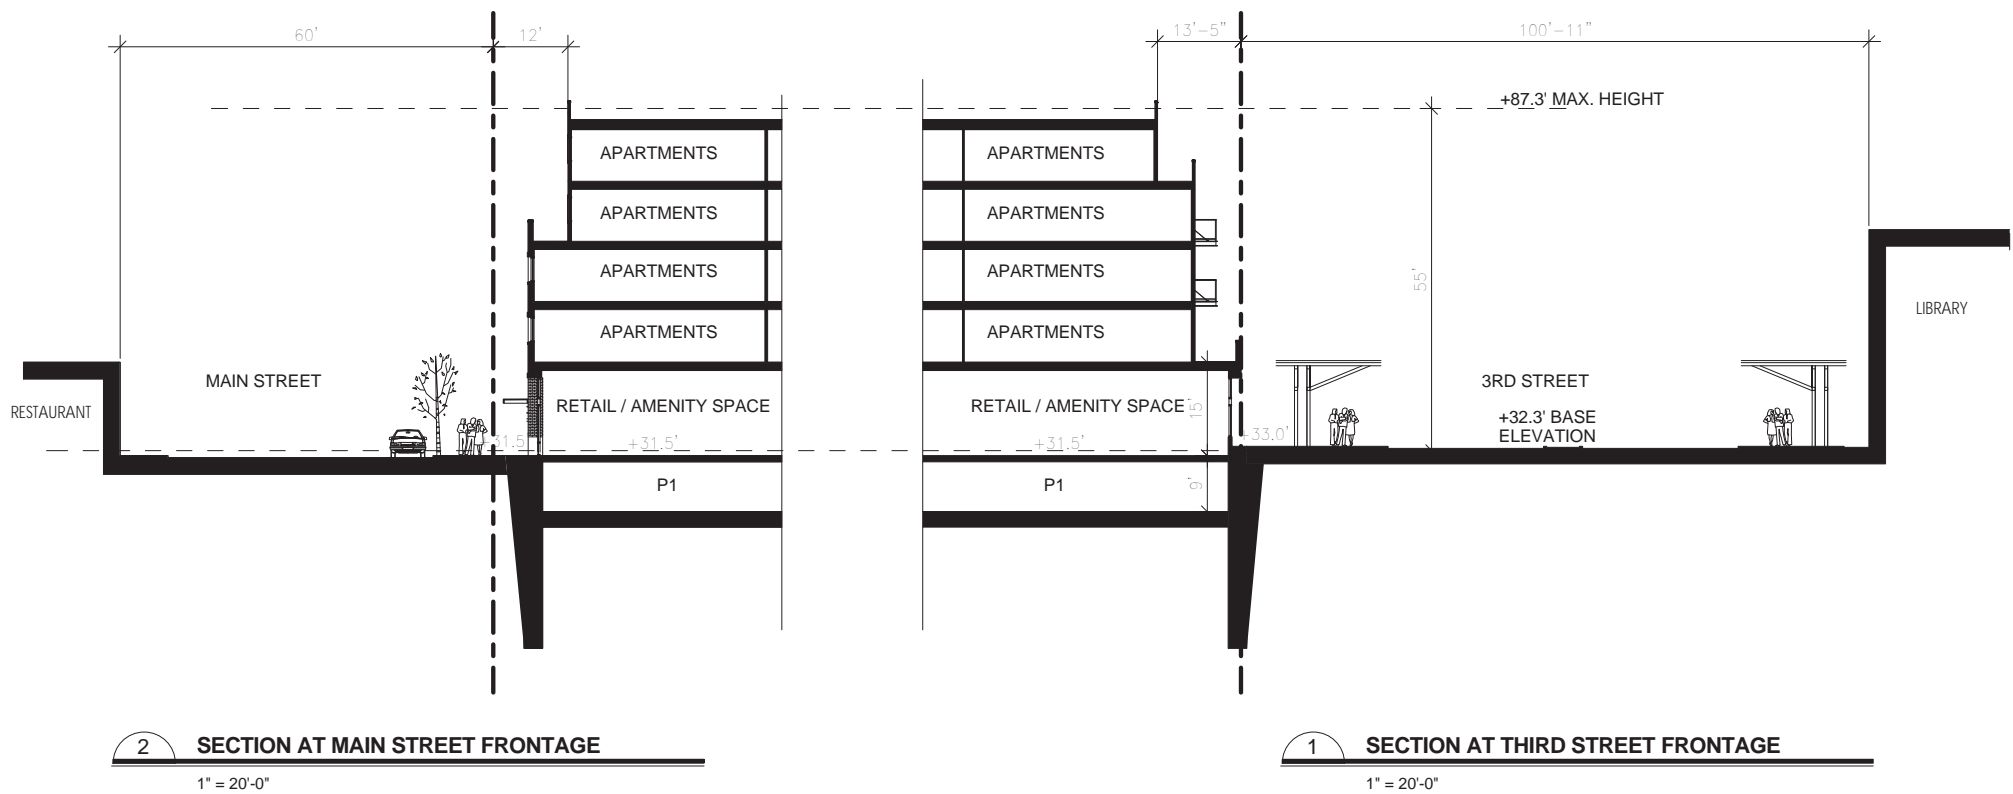 60'
12'
13'-5"
100'-11"
+87.3' MAX. HEIGHT
APARTMENTS
APARTMENTS
APARTMENTS
APARTMENTS
APARTMENTS
APARTMENTS
55'
LIBRARY
APARTMENTS
APARTMENTS
MAIN STREET
3RD STREET
RESTAURANT
RETAIL / AMENITY SPACE
RETAIL / AMENITY SPACE
15'
+32.3' BASE
ELEVATION
+31.5'
+31.5'
+31.5'
+33.0'
P1
P1
9'
2
SECTION AT MAIN STREET FRONTAGE
1" = 20'-0"
1
SECTION AT THIRD STREET FRONTAGE
1" = 20'-0"